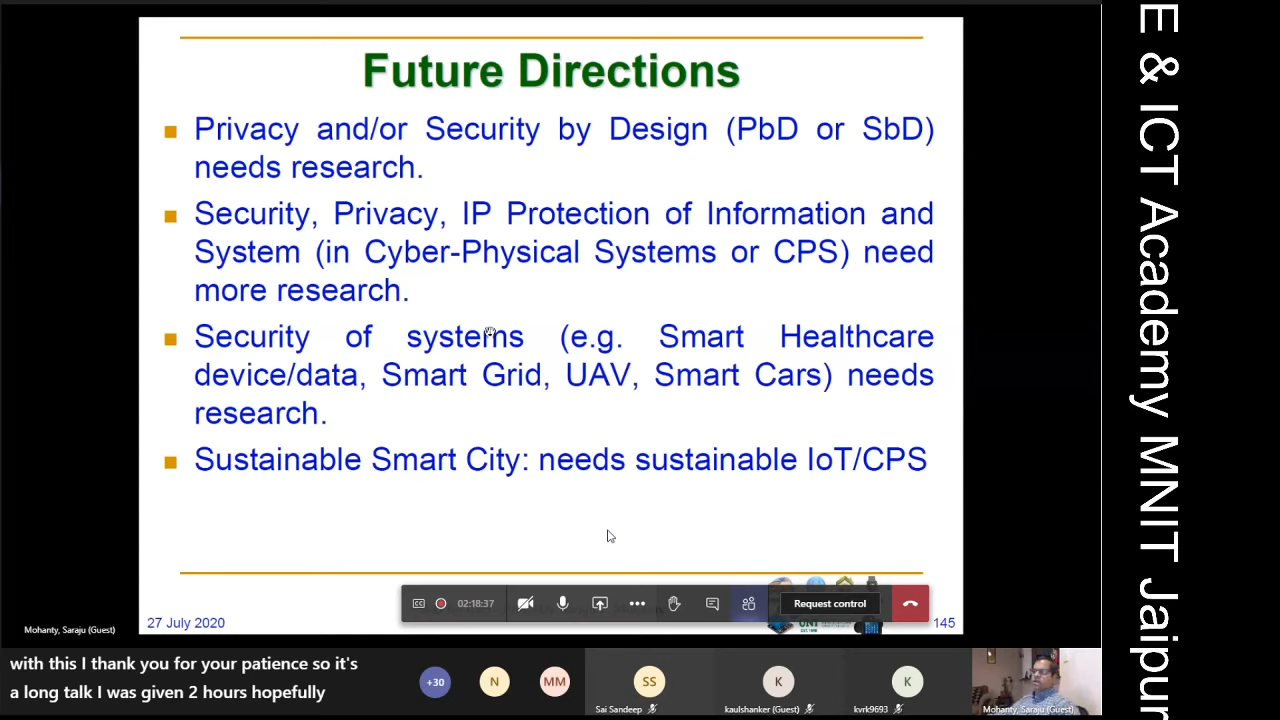 Future Directions
Privacy and/or Security by Design (PbD or SbD)
needs research.
Security, Privacy, IP Protection of Information and
System (in Cyber-Physical Systems or CPS) need
more research.
Security of systems (e.g. Smart Healthcare
device/data, Smart Grid, UAV, Smart Cars) needs
research.
Sustainable Smart City: needs sustainable IoT/CPS
CC
02:18:37
Request control
27 July 2020
UNT
145
Mohanty, Saraju (Guest)
with this I thank you for your patience so it's
a long talk I was given 2 hours hopefully
+30
N
MM
SS
K
K
Sai Sandeep
kaulshanker (Guest)
kvrk9693
Mohanty, Saraju (Guest)
E & ICT Academy MNIT Jaipur